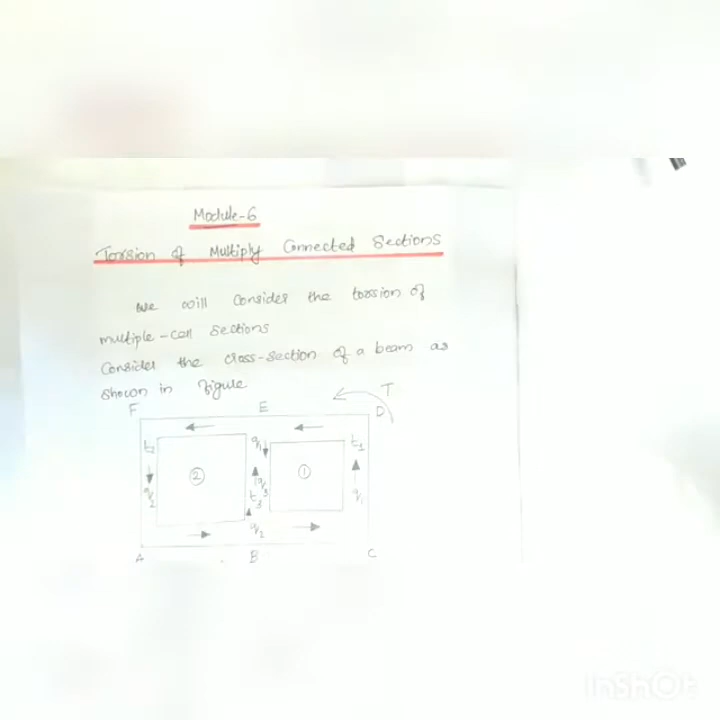 Module-6
Torsion of Multiply Connected Sections
We will consider the torsion of
multiple-cell sections
Consider the cross-section of a beam as
shown in figure
T
F E D
t2 q1 t1
2 1
q2 q3 q1
t3
q2
A B C
InShOt